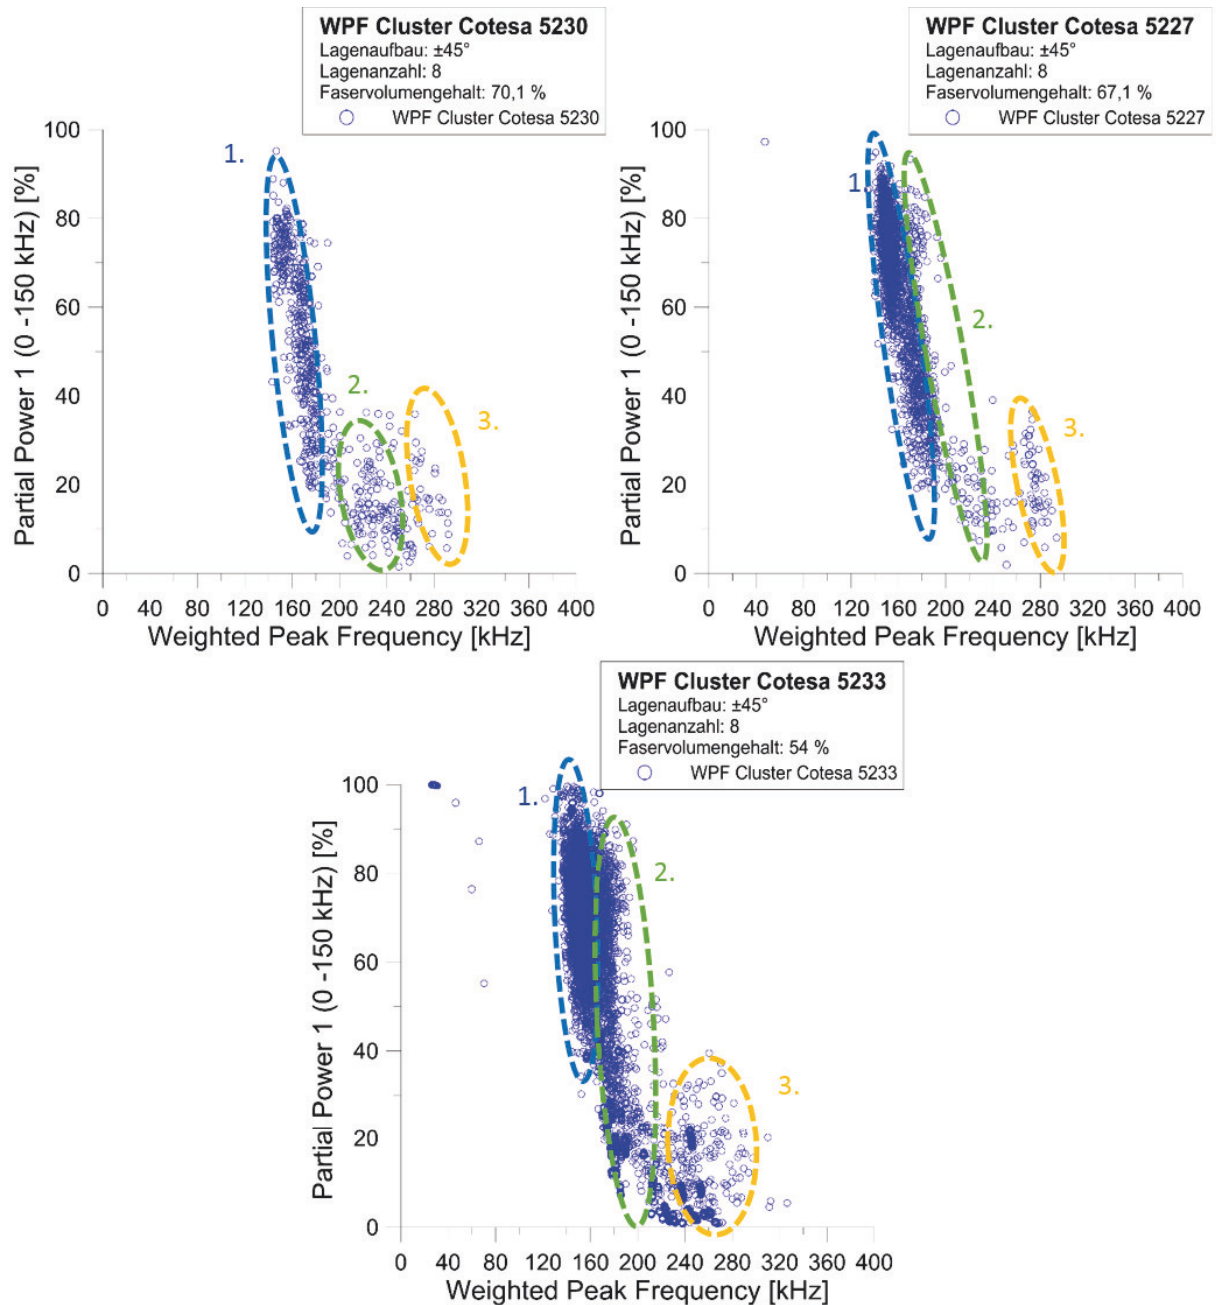 WPF Cluster Cotesa 5230
Lagenaufbau: ±45°
Lagenanzahl: 8
Faservolumengehalt: 70,1 %
WPF Cluster Cotesa 5230
Partial Power 1 (0 -150 kHz) [%]
100
80
60
40
20
0
1.
2.
3.
0 40 80 120 160 200 240 280 320 360 400
Weighted Peak Frequency [kHz]
WPF Cluster Cotesa 5227
Lagenaufbau: ±45°
Lagenanzahl: 8
Faservolumengehalt: 67,1 %
WPF Cluster Cotesa 5227
Partial Power 1 (0 -150 kHz) [%]
100
80
60
40
20
0
1.
2.
3.
0 40 80 120 160 200 240 280 320 360 400
Weighted Peak Frequency [kHz]
WPF Cluster Cotesa 5233
Lagenaufbau: ±45°
Lagenanzahl: 8
Faservolumengehalt: 54 %
WPF Cluster Cotesa 5233
Partial Power 1 (0 -150 kHz) [%]
100
80
60
40
20
0
1.
2.
3.
0 40 80 120 160 200 240 280 320 360 400
Weighted Peak Frequency [kHz]